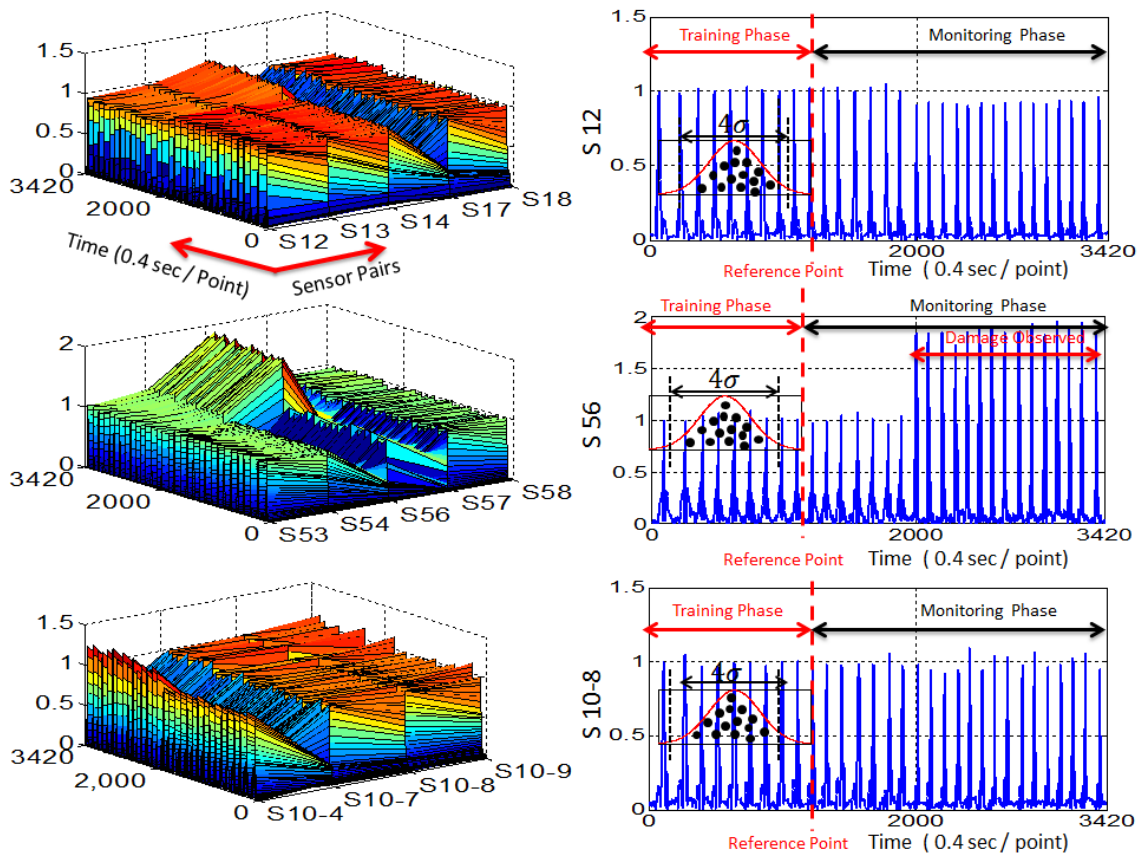 1.5
1
0.5
0
3420
2000
0
S12
S13
S14
S17
S18
Time (0.4 sec / Point)
Sensor Pairs
1.5
1
0.5
0
S 12
Training Phase
Monitoring Phase
4σ
0
2000
3420
Reference Point
Time ( 0.4 sec / point)
2
1
0
3420
2000
0
S53
S54
S56
S57
S58
2
1.5
1
0.5
0
S 56
Training Phase
Monitoring Phase
Damage Observed
4σ
0
2000
3420
Reference Point
Time ( 0.4 sec / point)
1.5
1
0.5
0
3420
2,000
0
S10-4
S10-7
S10-8
S10-9
1.5
1
0.5
0
S 10-8
Training Phase
Monitoring Phase
4σ
0
2000
3420
Reference Point
Time ( 0.4 sec / point)